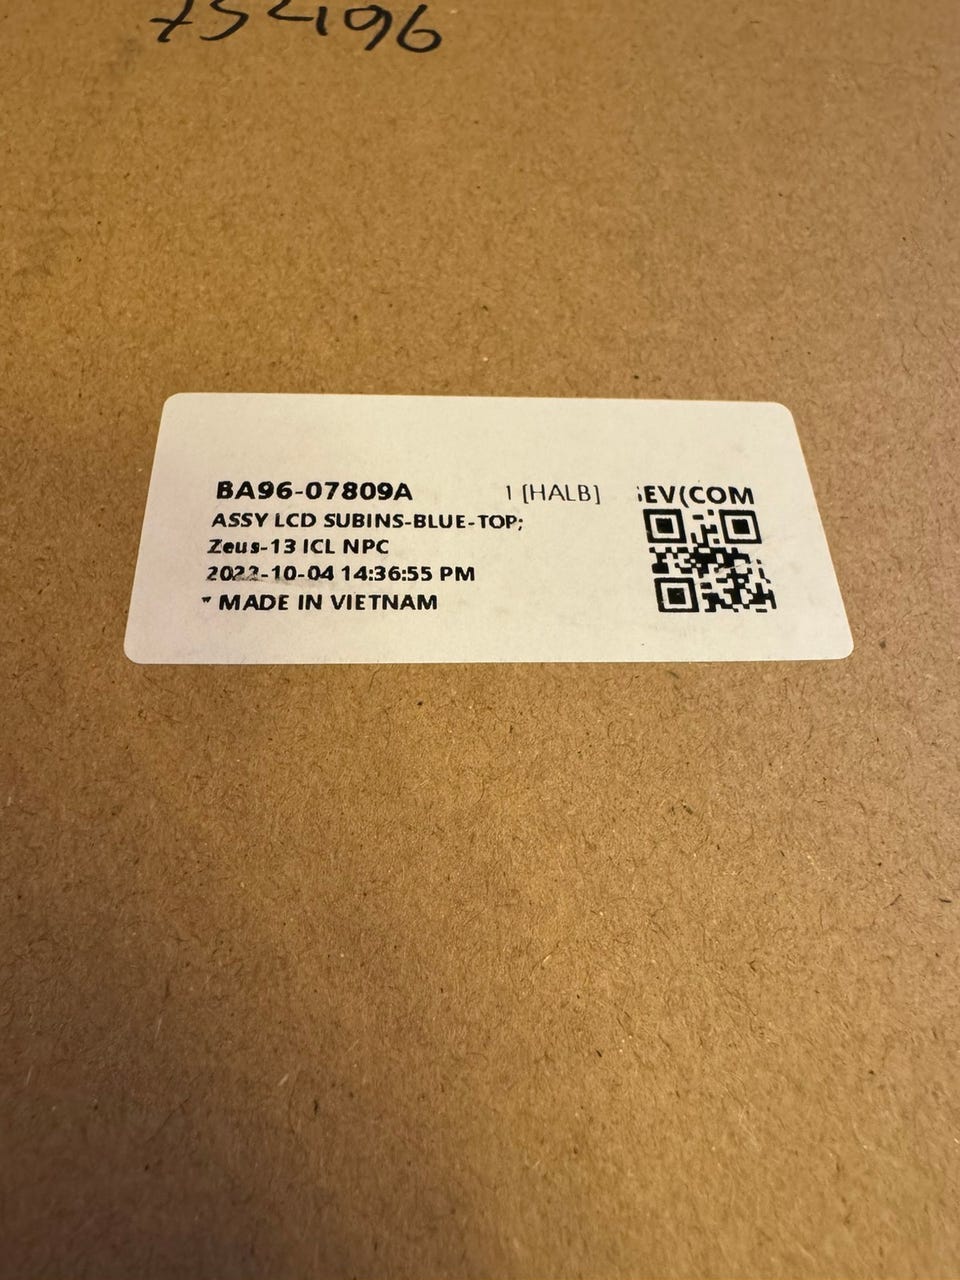 75496
BA96-07809A 1 [HALB] SEV(COM
ASSY LCD SUBINS-BLUE-TOP;
Zeus-13 ICL NPC
2022-10-04 14:36:55 PM
* MADE IN VIETNAM